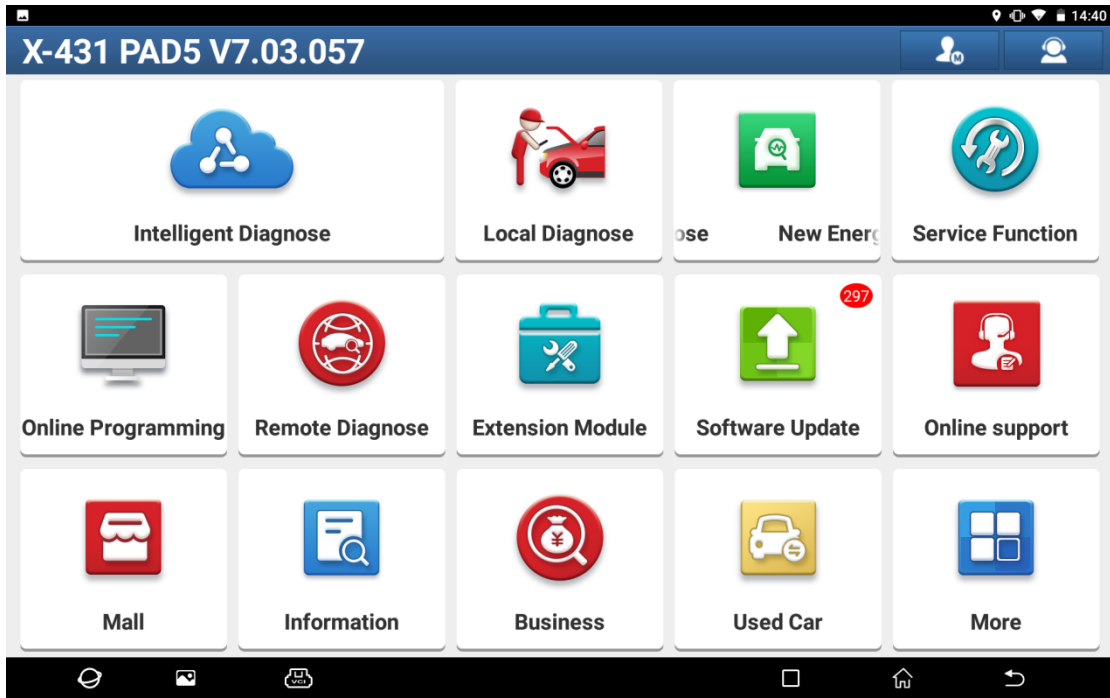 14:40
X-431 PAD5 V7.03.057
M
Intelligent Diagnose
Local Diagnose
ose New Energ
Service Function
297
Online Programming
Remote Diagnose
Extension Module
Software Update
Online support
¥
Mall
Information
Business
Used Car
More
VCI